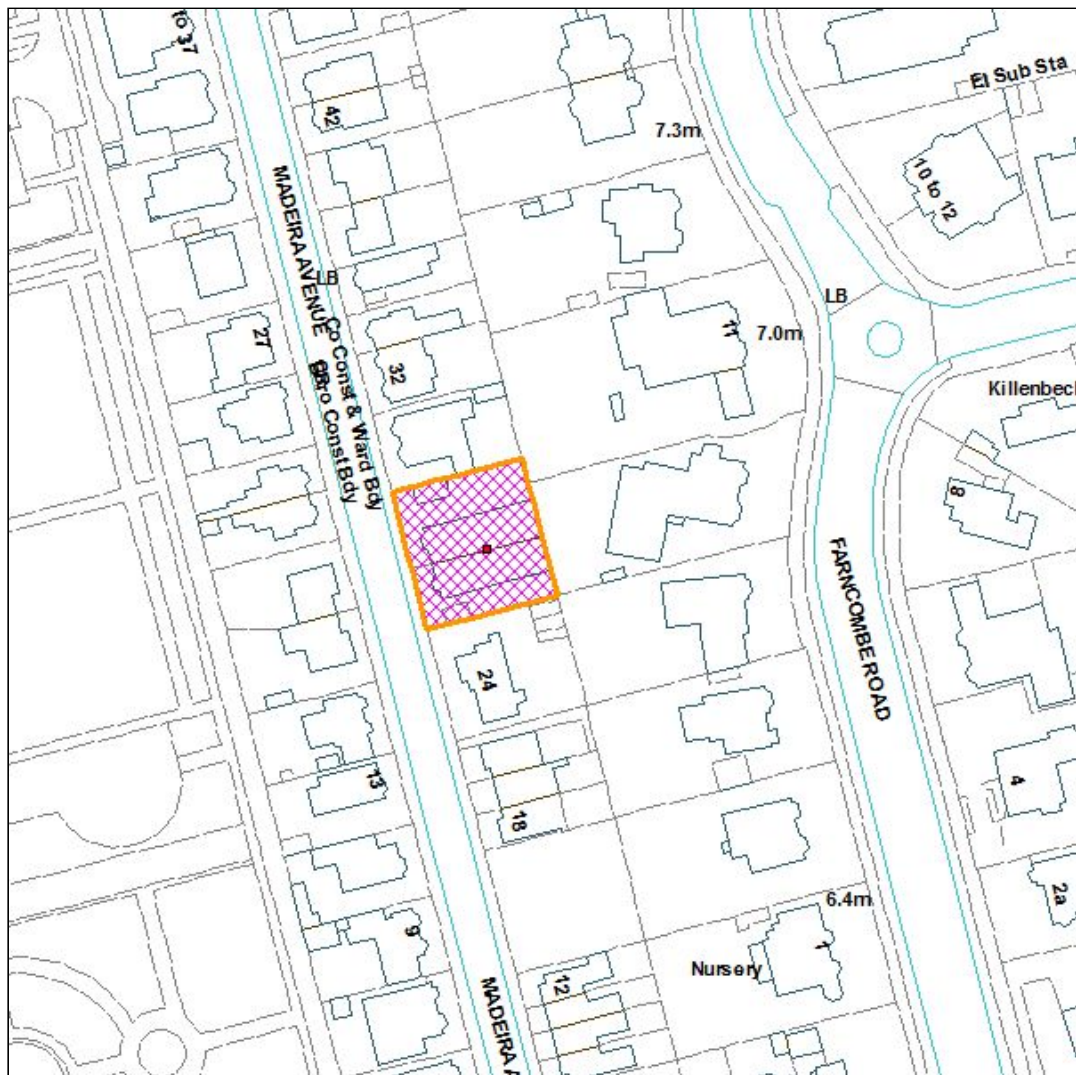 to 37
El Sub Sta
42
7.3m
10 to 12
MADEIRA AVENUE
LB
LB
11
7.0m
27
Co Const & Ward Bdy
32
Boro Const Bdy
CR
Killenbeck
8
FARNCOMBE ROAD
24
13
4
18
2a
6.4m
9
1
Nursery
12
MADEIRA A